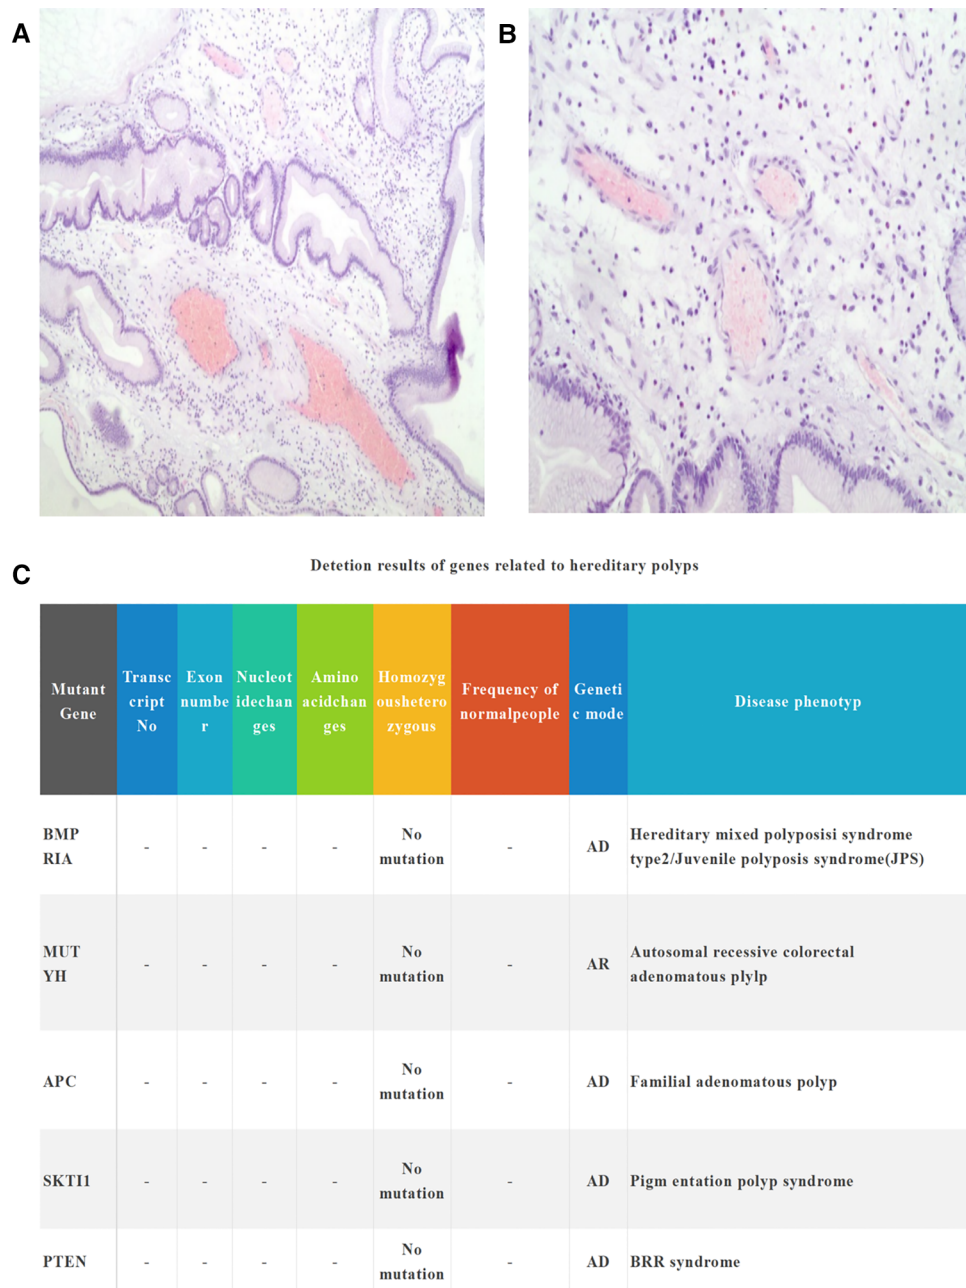 A
B
C
Detetion results of genes related to hereditary polyps
Mutant
Gene
Transc
cript
No
Exon
numbe
r
Nucleot
idechan
ges
Amino
acidchan
ges
Homozyg
oushetero
zygous
Frequency of
normalpeople
Geneti
c mode
Disease phenotyp
BMP
RIA
-
-
-
-
No
mutation
-
AD
Hereditary mixed polyposisi syndrome
type2/Juvenile polyposis syndrome(JPS)
MUT
YH
-
-
-
-
No
mutation
-
AR
Autosomal recessive colorectal
adenomatous plylp
APC
-
-
-
-
No
mutation
-
AD
Familial adenomatous polyp
SKTI1
-
-
-
-
No
mutation
-
AD
Pigm entation polyp syndrome
PTEN
-
-
-
-
No
mutation
-
AD
BRR syndrome